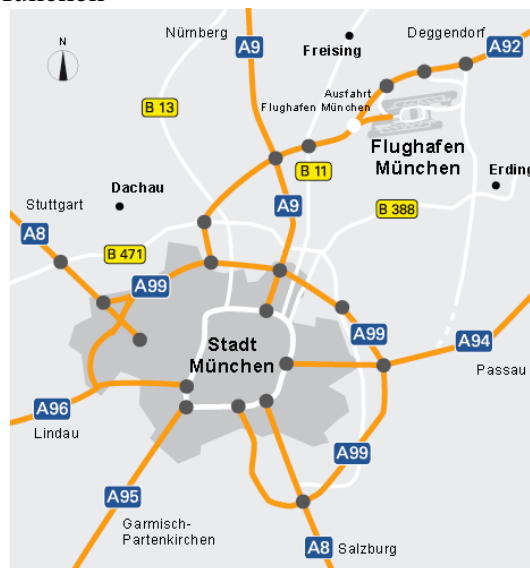 N
Nürnberg
A9
Freising
Deggendorf
A92
Ausfahrt
Flughafen München
B 13
Flughafen
München
B 11
Erding
Dachau
Stuttgart
A9
B 388
A8
B 471
A99
A99
Stadt
München
A94
Passau
A96
Lindau
A99
A95
Garmisch-
Partenkirchen
A8
Salzburg